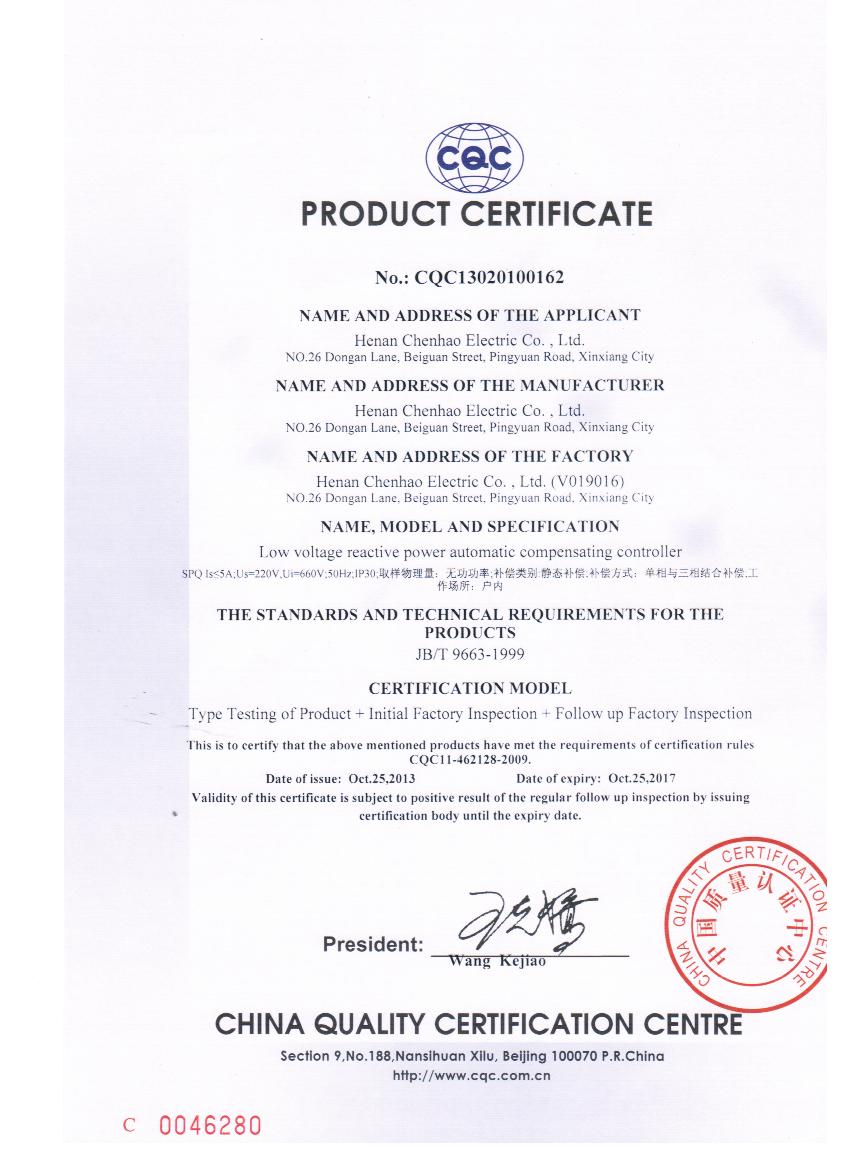 CQC
PRODUCT CERTIFICATE
No.: CQC13020100162
NAME AND ADDRESS OF THE APPLICANT
Henan Chenhao Electric Co. , Ltd.
NO.26 Dongan Lane, Beiguan Street, Pingyuan Road, Xinxiang City
NAME AND ADDRESS OF THE MANUFACTURER
Henan Chenhao Electric Co. , Ltd.
NO.26 Dongan Lane, Beiguan Street, Pingyuan Road, Xinxiang City
NAME AND ADDRESS OF THE FACTORY
Henan Chenhao Electric Co. , Ltd. (V019016)
NO.26 Dongan Lane, Beiguan Street, Pingyuan Road, Xinxiang City
NAME, MODEL AND SPECIFICATION
Low voltage reactive power automatic compensating controller
SPQ Is≤5A;Us=220V,Ui=660V;50Hz;IP30;取样物理量：无功功率;补偿类别:静态补偿;补偿方式：单相与三相结合补偿;工
作场所：户内
THE STANDARDS AND TECHNICAL REQUIREMENTS FOR THE
PRODUCTS
JB/T 9663-1999
CERTIFICATION MODEL
Type Testing of Product + Initial Factory Inspection + Follow up Factory Inspection
This is to certify that the above mentioned products have met the requirements of certification rules
CQC11-462128-2009.
Date of issue: Oct.25,2013 Date of expiry: Oct.25,2017
Validity of this certificate is subject to positive result of the regular follow up inspection by issuing
certification body until the expiry date.
CHINA QUALITY CERTIFICATION CENTRE
中国质量认证中心
President:
Wang Kejiao
CHINA QUALITY CERTIFICATION CENTRE
Section 9,No.188,Nansihuan Xilu, Beijing 100070 P.R.China
http://www.cqc.com.cn
C 0046280